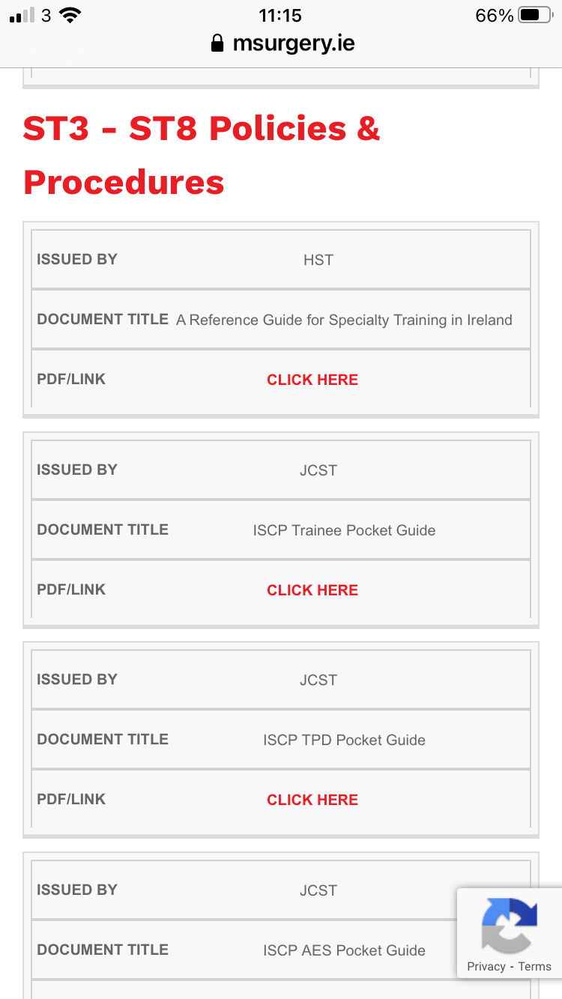 3 11:15 66%
msurgery.ie
ST3 - ST8 Policies &
Procedures
ISSUED BY HST
DOCUMENT TITLE A Reference Guide for Specialty Training in Ireland
PDF/LINK CLICK HERE
ISSUED BY JCST
DOCUMENT TITLE ISCP Trainee Pocket Guide
PDF/LINK CLICK HERE
ISSUED BY JCST
DOCUMENT TITLE ISCP TPD Pocket Guide
PDF/LINK CLICK HERE
ISSUED BY JCST
DOCUMENT TITLE ISCP AES Pocket Guide
Privacy - Terms